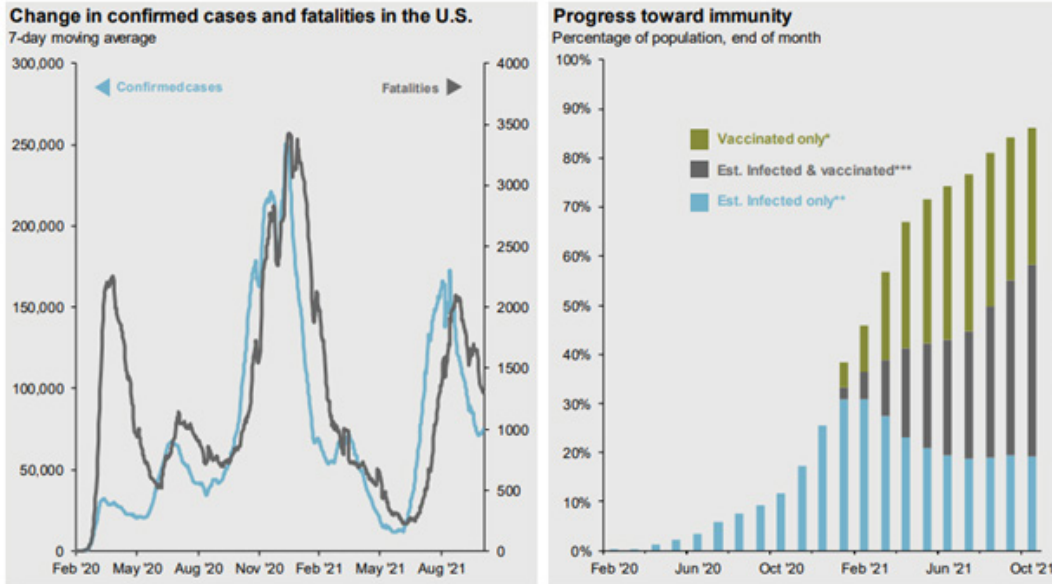 Change in confirmed cases and fatalities in the U.S.
7-day moving average
300,000
250,000
200,000
150,000
100,000
50,000
0
4000
3500
3000
2500
2000
1500
1000
500
0
Confirmedcases
Fatalities
Feb '20 May '20 Aug '20 Nov '20 Feb '21 May '21 Aug '21
Progress toward immunity
Percentage of population, end of month
100%
90%
80%
70%
60%
50%
40%
30%
20%
10%
0%
Vaccinated only*
Est. Infected & vaccinated***
Est. Infected only**
Feb '20 Jun '20 Oct '20 Feb '21 Jun '21 Oct '21